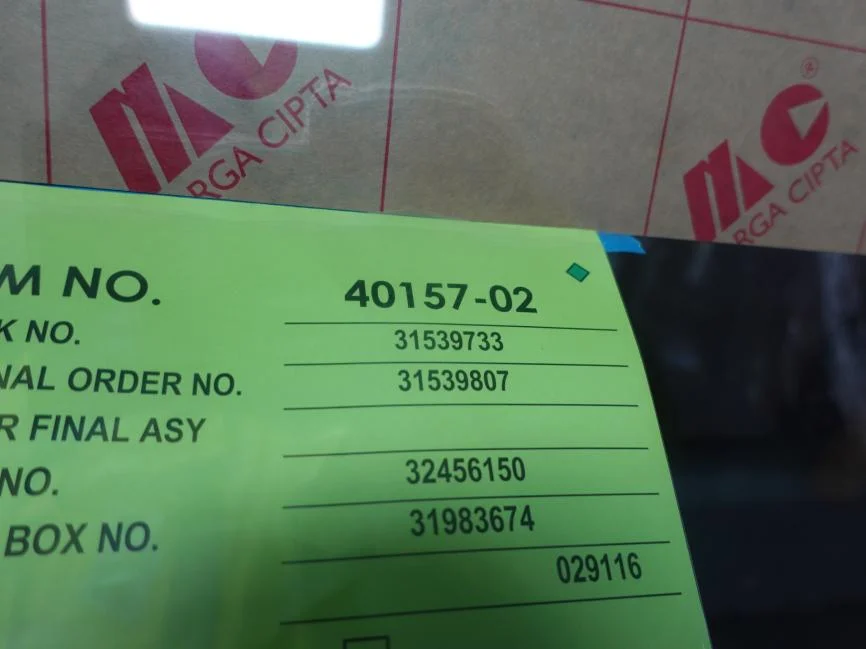 MC
RGA CIPTA
MC ®
RGA CIPTA
M NO. 40157-02
K NO. 31539733
NAL ORDER NO. 31539807
R FINAL ASY
NO. 32456150
BOX NO. 31983674
029116